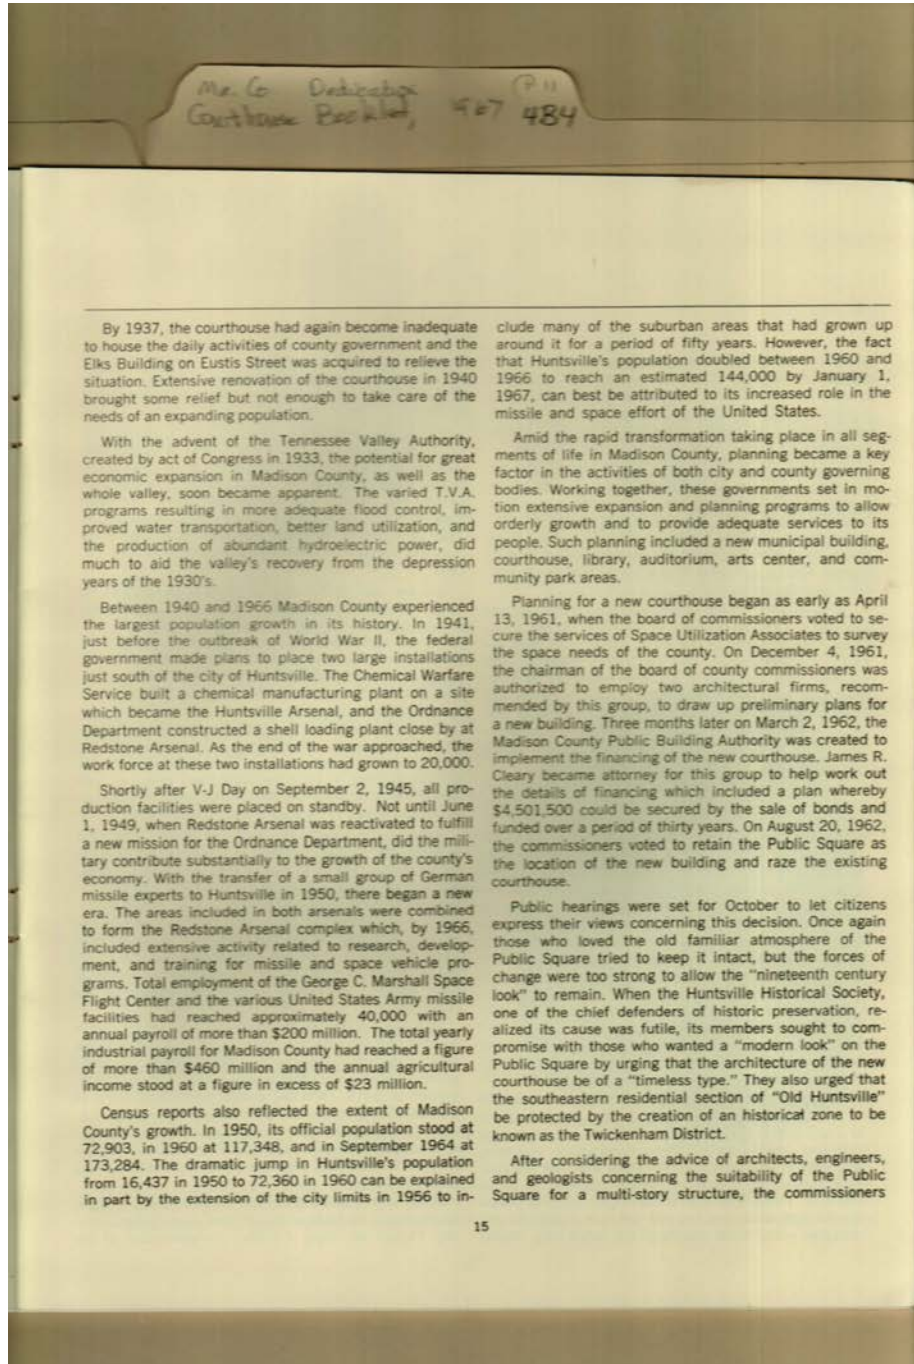 Ma. Co Dedication P 11
Courthouse Booklet, 1967 484
By 1937, the courthouse had again become inadequate
to house the daily activities of county government and the
Elks Building on Eustis Street was acquired to relieve the
situation. Extensive renovation of the courthouse in 1940
brought some relief but not enough to take care of the
needs of an expanding population.
With the advent of the Tennessee Valley Authority,
created by act of Congress in 1933, the potential for great
economic expansion in Madison County, as well as the
whole valley, soon became apparent. The varied T.V.A.
programs resulting in more adequate flood control, im-
proved water transportation, better land utilization, and
the production of abundant hydroelectric power, did
much to aid the valley's recovery from the depression
years of the 1930's.
Between 1940 and 1966 Madison County experienced
the largest population growth in its history. In 1941,
just before the outbreak of World War II, the federal
government made plans to place two large installations
just south of the city of Huntsville. The Chemical Warfare
Service built a chemical manufacturing plant on a site
which became the Huntsville Arsenal, and the Ordnance
Department constructed a shell loading plant close by at
Redstone Arsenal. As the end of the war approached, the
work force at these two installations had grown to 20,000.
Shortly after V-J Day on September 2, 1945, all pro-
duction facilities were placed on standby. Not until June
1, 1949, when Redstone Arsenal was reactivated to fulfill
a new mission for the Ordnance Department, did the mili-
tary contribute substantially to the growth of the county's
economy. With the transfer of a small group of German
missile experts to Huntsville in 1950, there began a new
era. The areas included in both arsenals were combined
to form the Redstone Arsenal complex which, by 1966,
included extensive activity related to research, develop-
ment, and training for missile and space vehicle pro-
grams. Total employment of the George C. Marshall Space
Flight Center and the various United States Army missile
facilities had reached approximately 40,000 with an
annual payroll of more than $200 million. The total yearly
industrial payroll for Madison County had reached a figure
of more than $460 million and the annual agricultural
income stood at a figure in excess of $23 million.
Census reports also reflected the extent of Madison
County's growth. In 1950, its official population stood at
72,903, in 1960 at 117,348, and in September 1964 at
173,284. The dramatic jump in Huntsville's population
from 16,437 in 1950 to 72,360 in 1960 can be explained
in part by the extension of the city limits in 1956 to in-
clude many of the suburban areas that had grown up
around it for a period of fifty years. However, the fact
that Huntsville's population doubled between 1960 and
1966 to reach an estimated 144,000 by January 1,
1967, can best be attributed to its increased role in the
missile and space effort of the United States.
Amid the rapid transformation taking place in all seg-
ments of life in Madison County, planning became a key
factor in the activities of both city and county governing
bodies. Working together, these governments set in mo-
tion extensive expansion and planning programs to allow
orderly growth and to provide adequate services to its
people. Such planning included a new municipal building,
courthouse, library, auditorium, arts center, and com-
munity park areas.
Planning for a new courthouse began as early as April
13, 1961, when the board of commissioners voted to se-
cure the services of Space Utilization Associates to survey
the space needs of the county. On December 4, 1961,
the chairman of the board of county commissioners was
authorized to employ two architectural firms, recom-
mended by this group, to draw up preliminary plans for
a new building. Three months later on March 2, 1962, the
Madison County Public Building Authority was created to
implement the financing of the new courthouse. James R.
Cleary became attorney for this group to help work out
the details of financing which included a plan whereby
$4,501,500 could be secured by the sale of bonds and
funded over a period of thirty years. On August 20, 1962,
the commissioners voted to retain the Public Square as
the location of the new building and raze the existing
courthouse.
Public hearings were set for October to let citizens
express their views concerning this decision. Once again
those who loved the old familiar atmosphere of the
Public Square tried to keep it intact, but the forces of
change were too strong to allow the "nineteenth century
look" to remain. When the Huntsville Historical Society,
one of the chief defenders of historic preservation, re-
alized its cause was futile, its members sought to com-
promise with those who wanted a "modern look" on the
Public Square by urging that the architecture of the new
courthouse be of a "timeless type." They also urged that
the southeastern residential section of "Old Huntsville"
be protected by the creation of an historical zone to be
known as the Twickenham District.
After considering the advice of architects, engineers,
and geologists concerning the suitability of the Public
Square for a multi-story structure, the commissioners
15